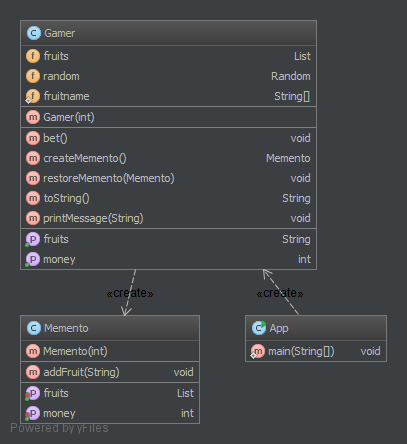 C Gamer
f fruits List
f random Random
f fruitname String[]
m Gamer(int)
m bet() void
m createMemento() Memento
m restoreMemento(Memento) void
m toString() String
m printMessage(String) void
p fruits String
p money int
«create» «create»
C Memento
m Memento(int)
m addFruit(String) void
p fruits List
p money int
C App
m main(String[]) void
Powered by yFiles